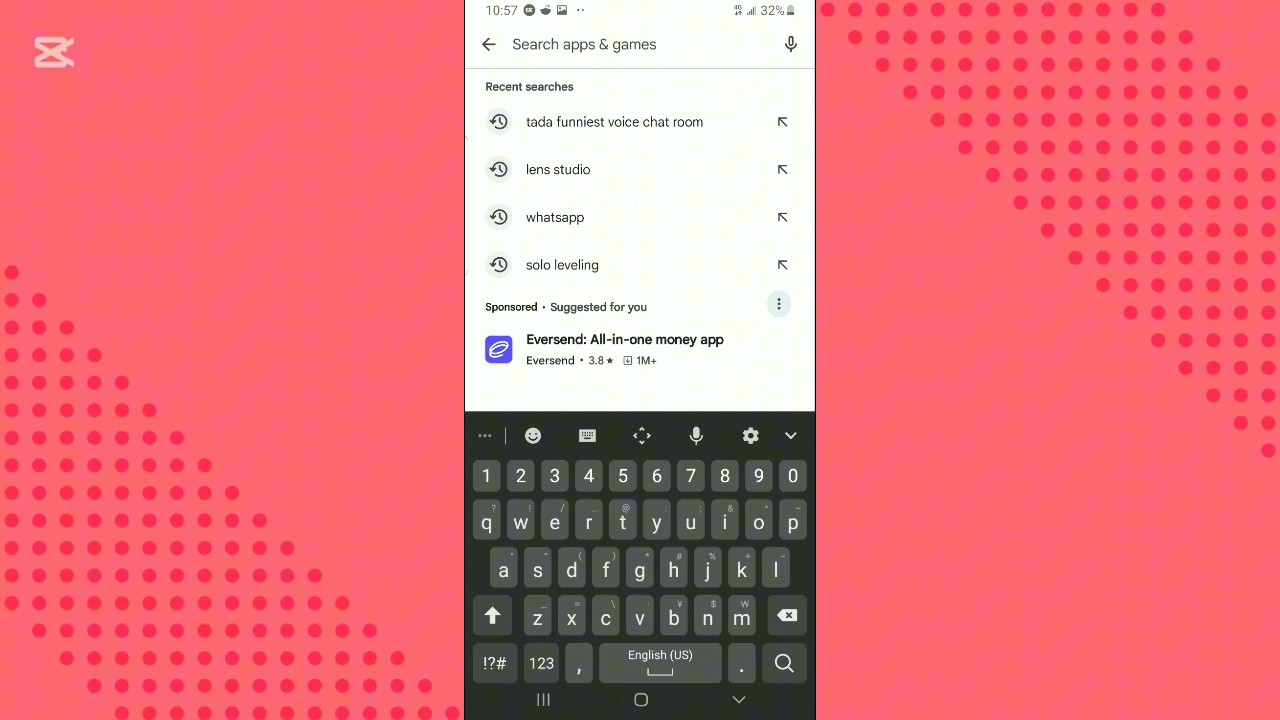 10:57
32%
Search apps & games
Recent searches
tada funniest voice chat room
lens studio
whatsapp
solo leveling
Sponsored • Suggested for you
Eversend: All-in-one money app
Eversend • 3.8★ 1M+
1 2 3 4 5 6 7 8 9 0
q w e r t y u i o p
a s d f g h j k l
z x c v b n m
!?# 123 , English (US) .